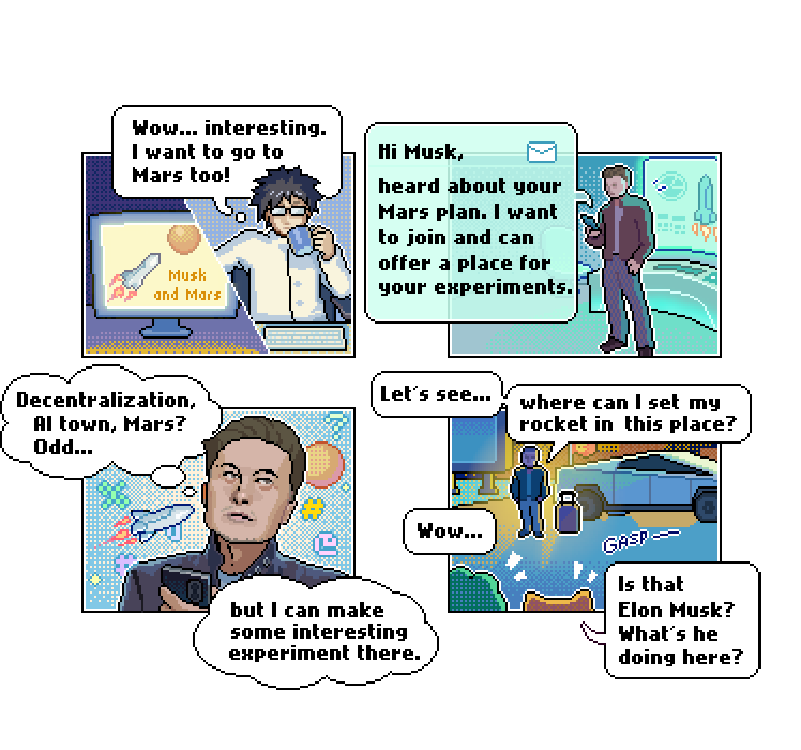 Wow... interesting.
I want to go to
Mars too!
Musk
and Mars
Hi Musk,
heard about your
Mars plan. I want
to join and can
offer a place for
your experiments.
Decentralization,
AI town, Mars?
Odd...
#
?
#
but I can make
some interesting
experiment there.
Let's see...
where can I set my
rocket in this place?
Wow...
GASP —
Is that
Elon Musk?
What's he
doing here?